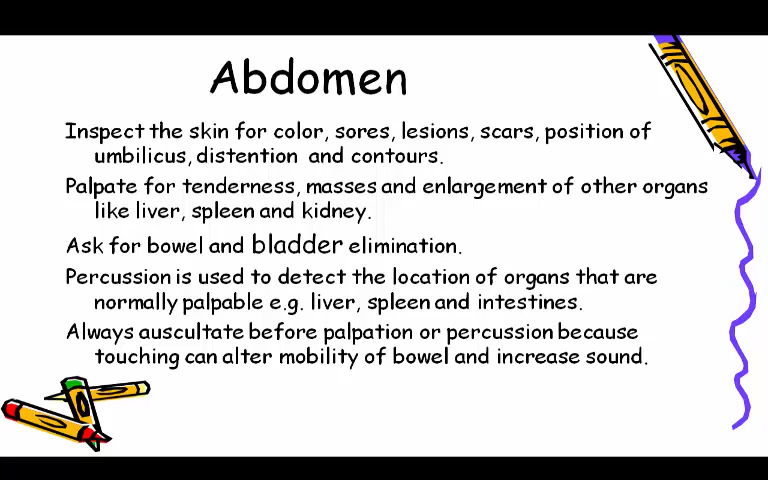 Abdomen
Inspect the skin for color, sores, lesions, scars, position of
umbilicus, distention and contours.
Palpate for tenderness, masses and enlargement of other organs
like liver, spleen and kidney.
Ask for bowel and bladder elimination.
Percussion is used to detect the location of organs that are
normally palpable e.g. liver, spleen and intestines.
Always auscultate before palpation or percussion because
touching can alter mobility of bowel and increase sound.